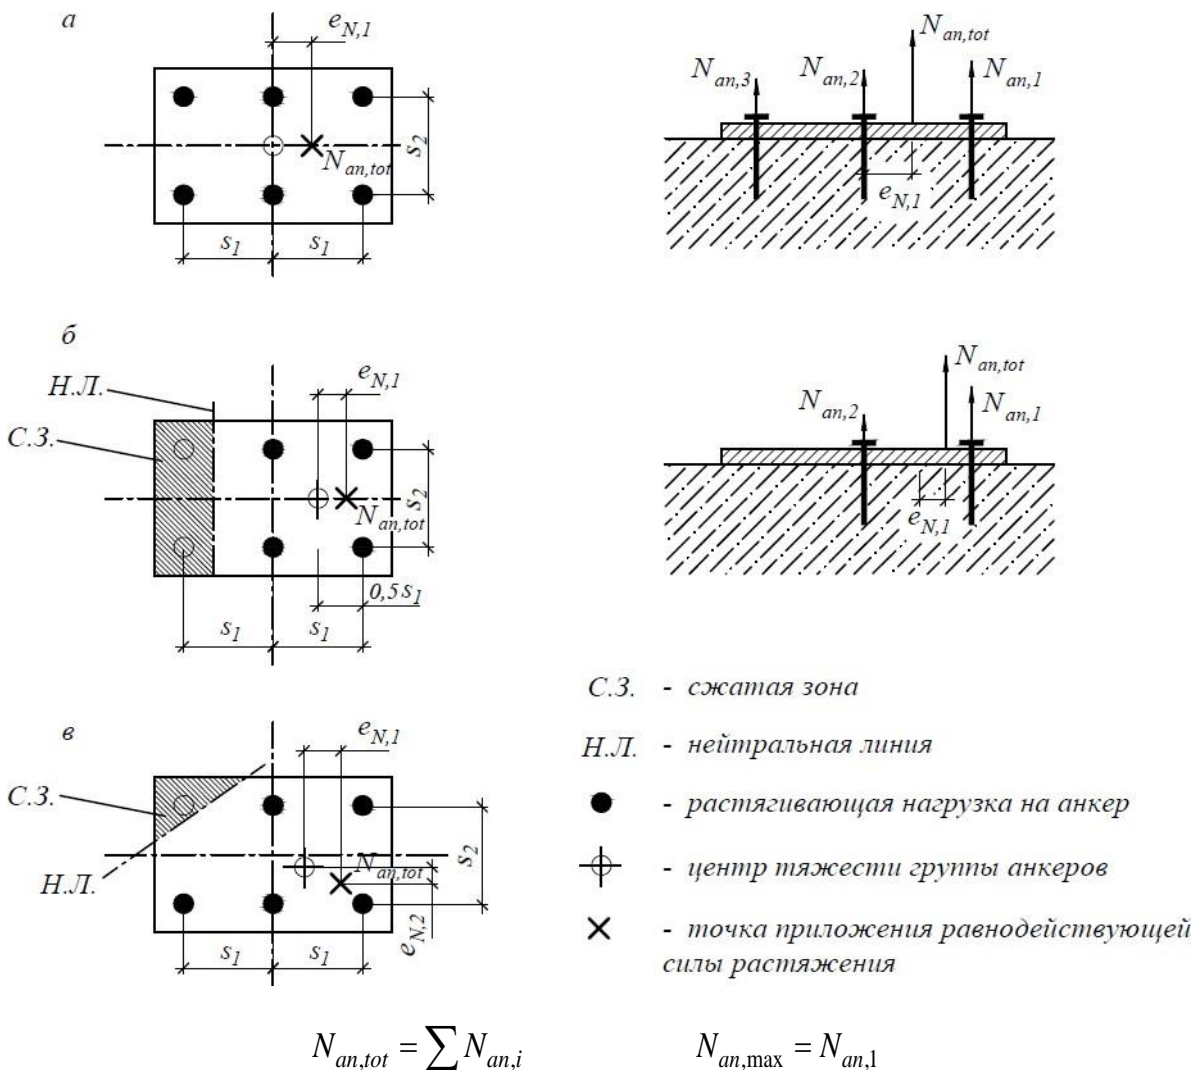 а
e_{N,1}
N_{an,tot}
s_2
s_1 s_1
N_{an,3} N_{an,2} N_{an,tot} N_{an,1}
e_{N,1}
б
Н.Л.
С.З.
e_{N,1}
N_{an,tot}
s_2
0,5s_1
s_1 s_1
N_{an,2} N_{an,tot} N_{an,1}
e_{N,1}
в
С.З.
Н.Л.
e_{N,1}
N_{an,tot}
s_2
e_{N,2}
s_1 s_1
С.З. - сжатая зона
Н.Л. - нейтральная линия
- растягивающая нагрузка на анкер
- центр тяжести группы анкеров
- точка приложения равнодействующей
силы растяжения
N_{an,tot} = ∑ N_{an,i} N_{an,max} = N_{an,1}